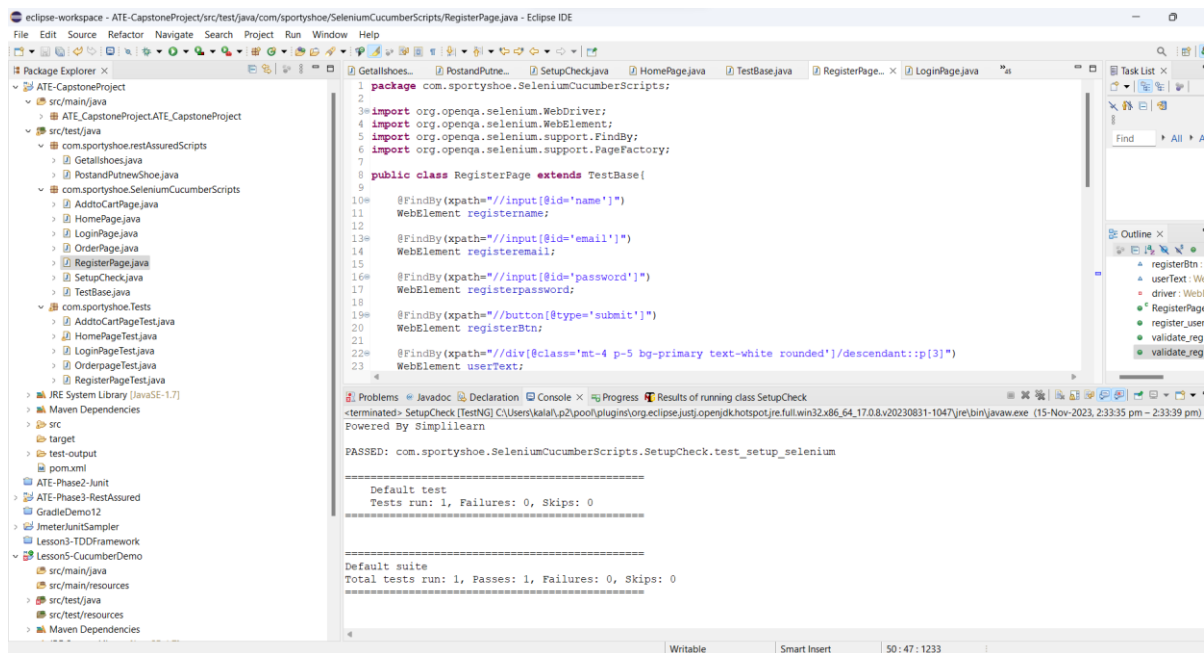 eclipse-workspace - ATE-CapstoneProject/src/test/java/com/sportyshoe/SeleniumCucumberScripts/RegisterPage.java - Eclipse IDE
File Edit Source Refactor Navigate Search Project Run Window Help
Package Explorer
ATE-CapstoneProject
src/main/java
ATE_CapstoneProject.ATE_CapstoneProject
src/test/java
com.sportyshoe.restAssuredScripts
Getallshoes.java
PostandPutnewShoe.java
com.sportyshoe.SeleniumCucumberScripts
AddtoCartPage.java
HomePage.java
LoginPage.java
OrderPage.java
RegisterPage.java
SetupCheck.java
TestBase.java
com.sportyshoe.Tests
AddtoCartPageTest.java
HomePageTest.java
LoginPageTest.java
OrderpageTest.java
RegisterPageTest.java
JRE System Library [JavaSE-1.7]
Maven Dependencies
src
target
test-output
pom.xml
ATE-Phase2-Junit
ATE-Phase3-RestAssured
GradleDemo12
JmeterJunitSampler
Lesson3-TDDFramework
Lesson5-CucumberDemo
src/main/java
src/main/resources
src/test/java
src/test/resources
Maven Dependencies
Getallshoes... PostandPutne... SetupCheck.java HomePage.java TestBase.java RegisterPage... LoginPage.java
1 package com.sportyshoe.SeleniumCucumberScripts;
2
3 import org.openqa.selenium.WebDriver;
4 import org.openqa.selenium.WebElement;
5 import org.openqa.selenium.support.FindBy;
6 import org.openqa.selenium.support.PageFactory;
7
8 public class RegisterPage extends TestBase{
9
10 @FindBy(xpath="//input[@id='name']")
11 WebElement registername;
12
13 @FindBy(xpath="//input[@id='email']")
14 WebElement registeremail;
15
16 @FindBy(xpath="//input[@id='password']")
17 WebElement registerpassword;
18
19 @FindBy(xpath="//button[@type='submit']")
20 WebElement registerBtn;
21
22 @FindBy(xpath="//div[@class='mt-4 p-5 bg-primary text-white rounded']/descendant::p[3]")
23 WebElement userText;
Problems Javadoc Declaration Console Progress Results of running class SetupCheck
<terminated> SetupCheck [TestNG] C:\Users\kalal\.p2\pool\plugins\org.eclipse.justj.openjdk.hotspot.jre.full.win32.x86_64_17.0.8.v20230831-1047\jre\bin\javaw.exe (15-Nov-2023, 2:33:35 pm – 2:33:39 pm)
Powered By Simplilearn
PASSED: com.sportyshoe.SeleniumCucumberScripts.SetupCheck.test_setup_selenium
===============================================
Default test
Tests run: 1, Failures: 0, Skips: 0
===============================================
===============================================
Default suite
Total tests run: 1, Passes: 1, Failures: 0, Skips: 0
===============================================
Task List
Find All
Outline
registerBtn :
userText : We
driver : Web
RegisterPage
register_user
validate_reg
validate_reg
Writable Smart Insert 50 : 47 : 1233